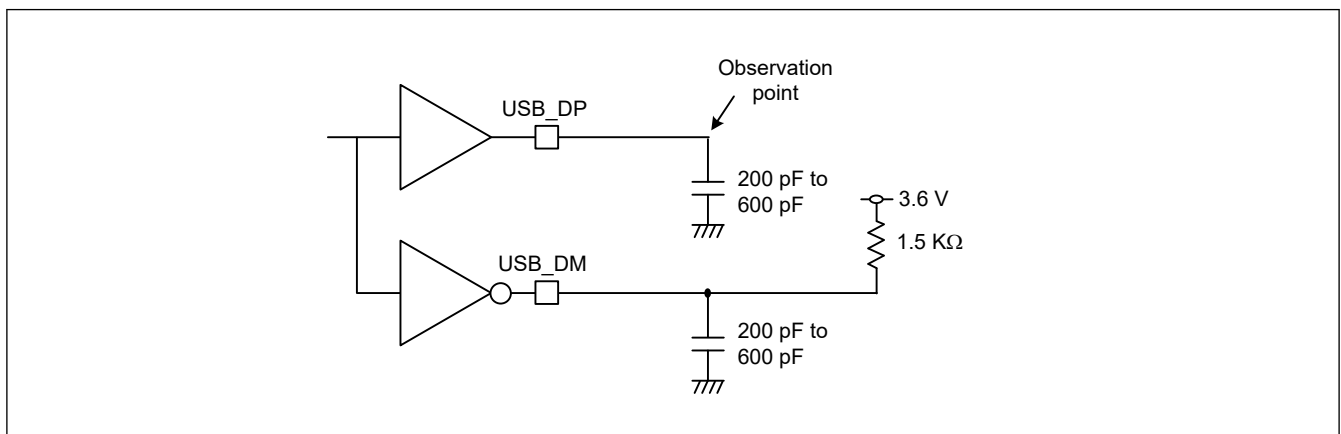 Observation
point
USB_DP
200 pF to
600 pF
3.6 V
1.5 KΩ
USB_DM
200 pF to
600 pF